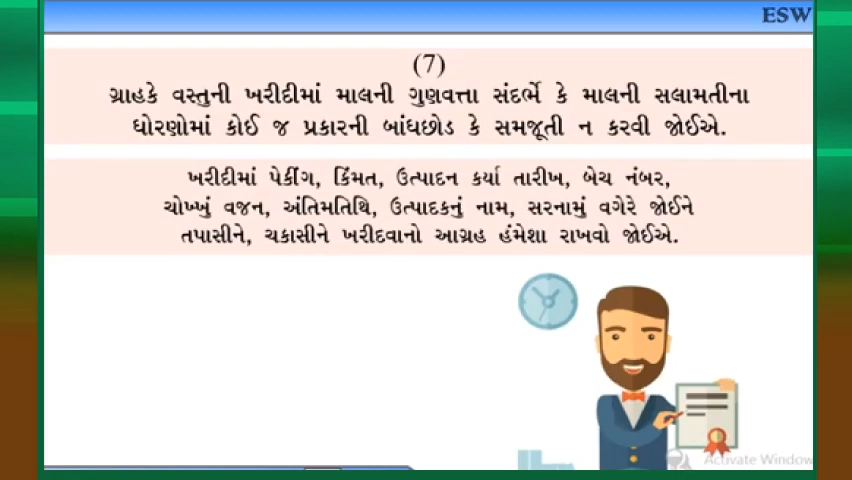 ESW
(7)
ગ્રાહકે વસ્તુની ખરીદીમાં માલની ગુણવત્તા સંદર્ભે કે માલની સલામતીના
ધોરણોમાં કોઈ જ પ્રકારની બાંધછોડ કે સમજૂતી ન કરવી જોઈએ.
ખરીદીમાં પેકીંગ, કિંમત, ઉત્પાદન કર્યા તારીખ, બેચ નંબર,
ચોખ્ખું વજન, અંતિમતિથિ, ઉત્પાદકનું નામ, સરનામું વગેરે જોઈને
તપાસીને, ચકાસીને ખરીદવાનો આગ્રહ હંમેશા રાખવો જોઈએ.
Activate Window